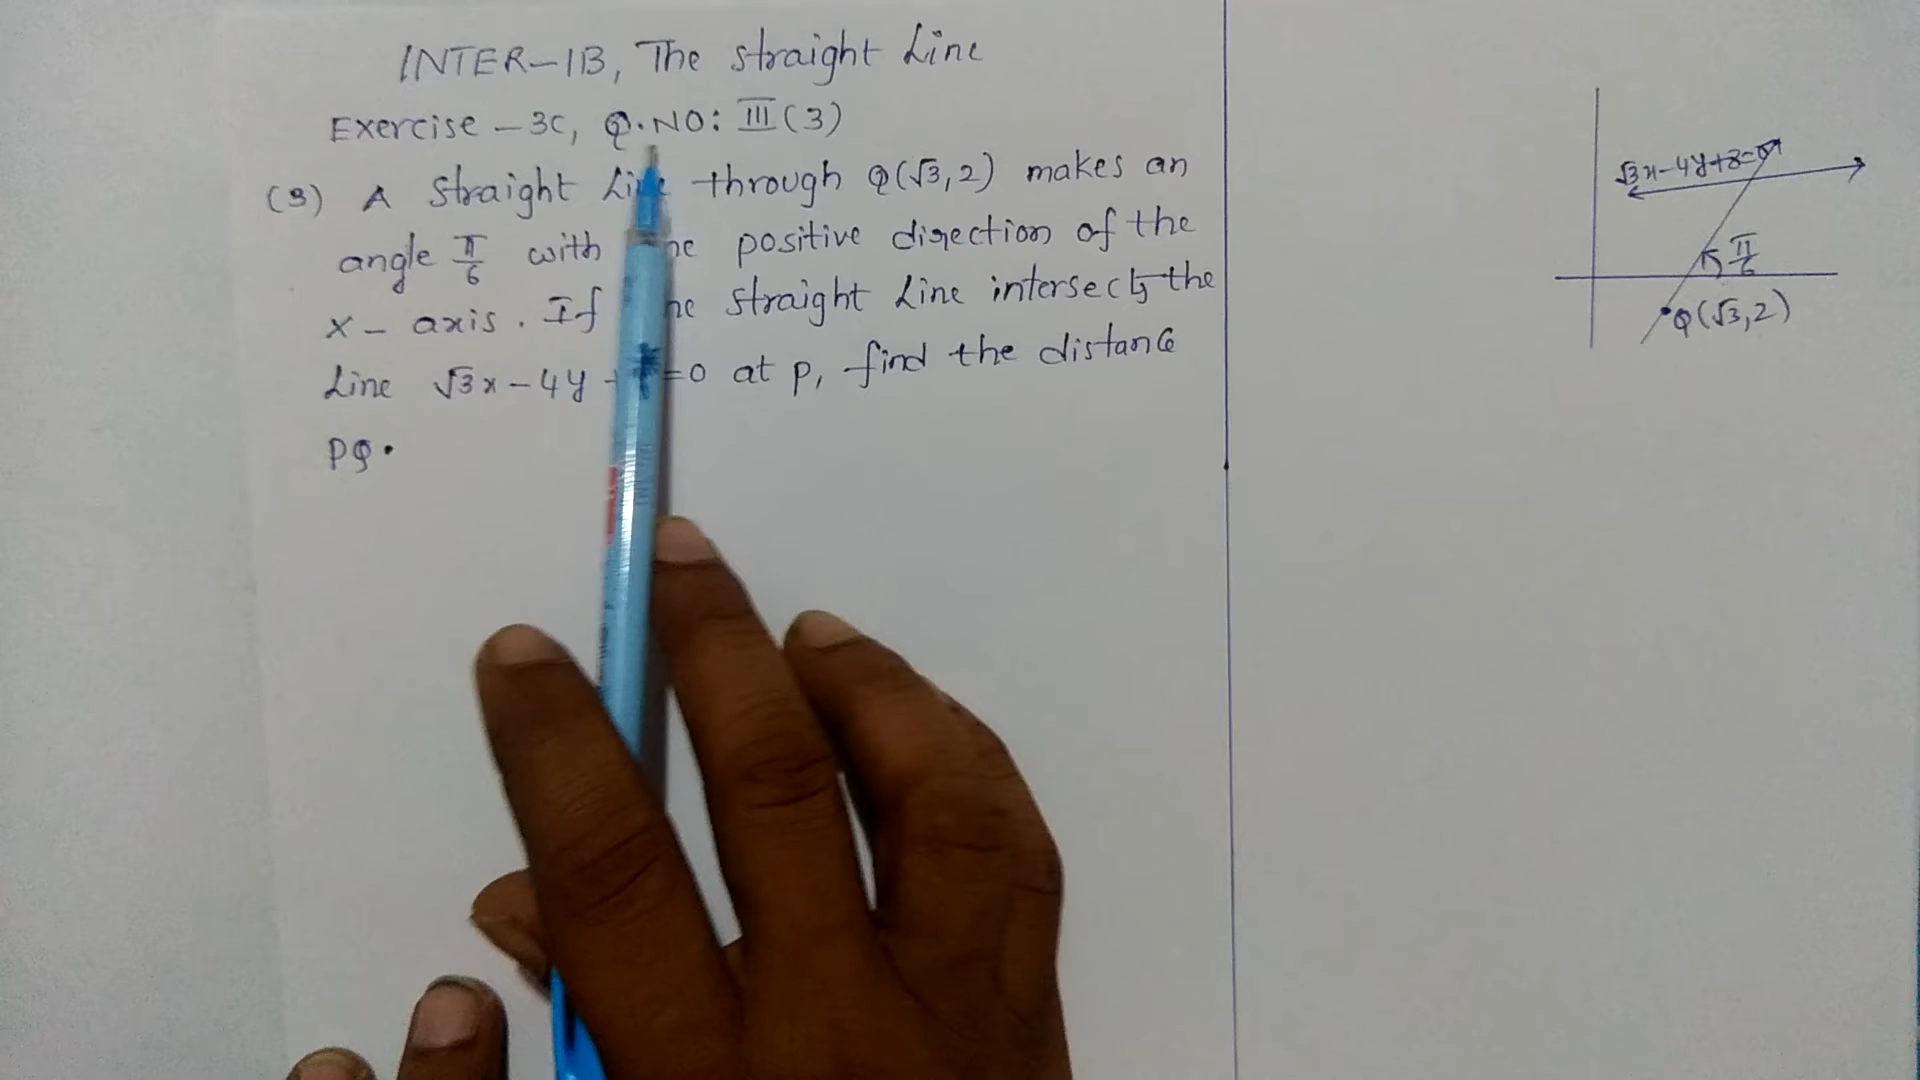 INTER-1B, The straight Line
Exercise - 3C, Q.NO: III (3)
(3) A straight Line through Q(√3,2) makes an
angle π/6 with positive direction of the
x - axis. If straight Line intersects the
Line √3x-4y =0 at p, find the distance
PQ.
√3x-4y+8=0
π/6
Q(√3,2)